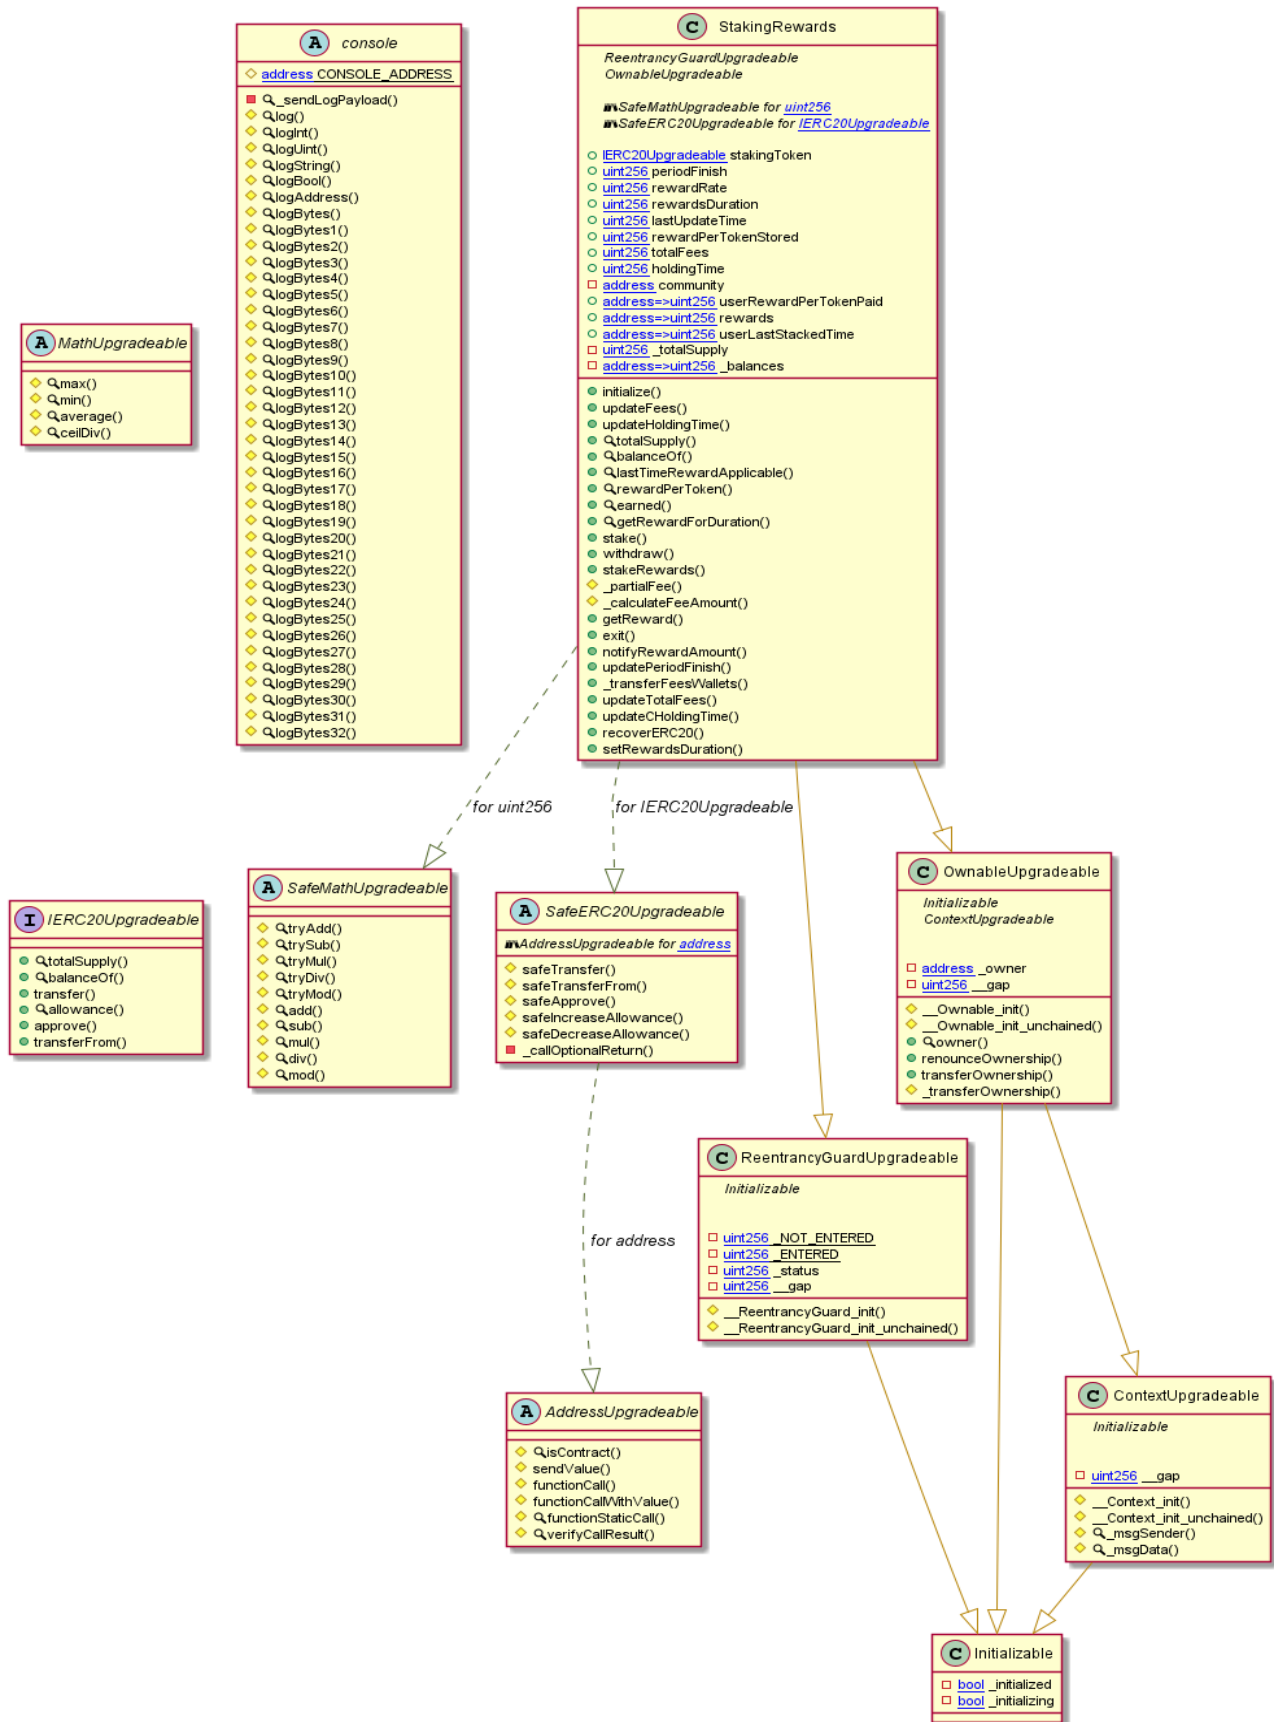 A console
address CONSOLE_ADDRESS
_sendLogPayload()
log()
logInt()
logUint()
logString()
logBool()
logAddress()
logBytes()
logBytes1()
logBytes2()
logBytes3()
logBytes4()
logBytes5()
logBytes6()
logBytes7()
logBytes8()
logBytes9()
logBytes10()
logBytes11()
logBytes12()
logBytes13()
logBytes14()
logBytes15()
logBytes16()
logBytes17()
logBytes18()
logBytes19()
logBytes20()
logBytes21()
logBytes22()
logBytes23()
logBytes24()
logBytes25()
logBytes26()
logBytes27()
logBytes28()
logBytes29()
logBytes30()
logBytes31()
logBytes32()
C StakingRewards
ReentrancyGuardUpgradeable
OwnableUpgradeable
SafeMathUpgradeable for uint256
SafeERC20Upgradeable for IERC20Upgradeable
IERC20Upgradeable stakingToken
uint256 periodFinish
uint256 rewardRate
uint256 rewardsDuration
uint256 lastUpdateTime
uint256 rewardPerTokenStored
uint256 totalFees
uint256 holdingTime
address community
address=>uint256 userRewardPerTokenPaid
address=>uint256 rewards
address=>uint256 userLastStackedTime
uint256 _totalSupply
address=>uint256 _balances
initialize()
updateFees()
updateHoldingTime()
totalSupply()
balanceOf()
lastTimeRewardApplicable()
rewardPerToken()
earned()
getRewardForDuration()
stake()
withdraw()
stakeRewards()
_partialFee()
_calculateFeeAmount()
getReward()
exit()
notifyRewardAmount()
updatePeriodFinish()
_transferFeesWallets()
updateTotalFees()
updateCHoldingTime()
recoverERC20()
setRewardsDuration()
A MathUpgradeable
max()
min()
average()
ceilDiv()
for uint256
for IERC20Upgradeable
I IERC20Upgradeable
totalSupply()
balanceOf()
transfer()
allowance()
approve()
transferFrom()
A SafeMathUpgradeable
tryAdd()
trySub()
tryMul()
tryDiv()
tryMod()
add()
sub()
mul()
div()
mod()
A SafeERC20Upgradeable
AddressUpgradeable for address
safeTransfer()
safeTransferFrom()
safeApprove()
safeIncreaseAllowance()
safeDecreaseAllowance()
_callOptionalReturn()
C OwnableUpgradeable
Initializable
ContextUpgradeable
address _owner
uint256 __gap
__Ownable_init()
__Ownable_init_unchained()
owner()
renounceOwnership()
transferOwnership()
_transferOwnership()
C ReentrancyGuardUpgradeable
Initializable
uint256 _NOT_ENTERED
uint256 _ENTERED
uint256 _status
uint256 __gap
__ReentrancyGuard_init()
__ReentrancyGuard_init_unchained()
for address
A AddressUpgradeable
isContract()
sendValue()
functionCall()
functionCallWithValue()
functionStaticCall()
verifyCallResult()
C ContextUpgradeable
Initializable
uint256 __gap
__Context_init()
__Context_init_unchained()
_msgSender()
_msgData()
C Initializable
bool _initialized
bool _initializing